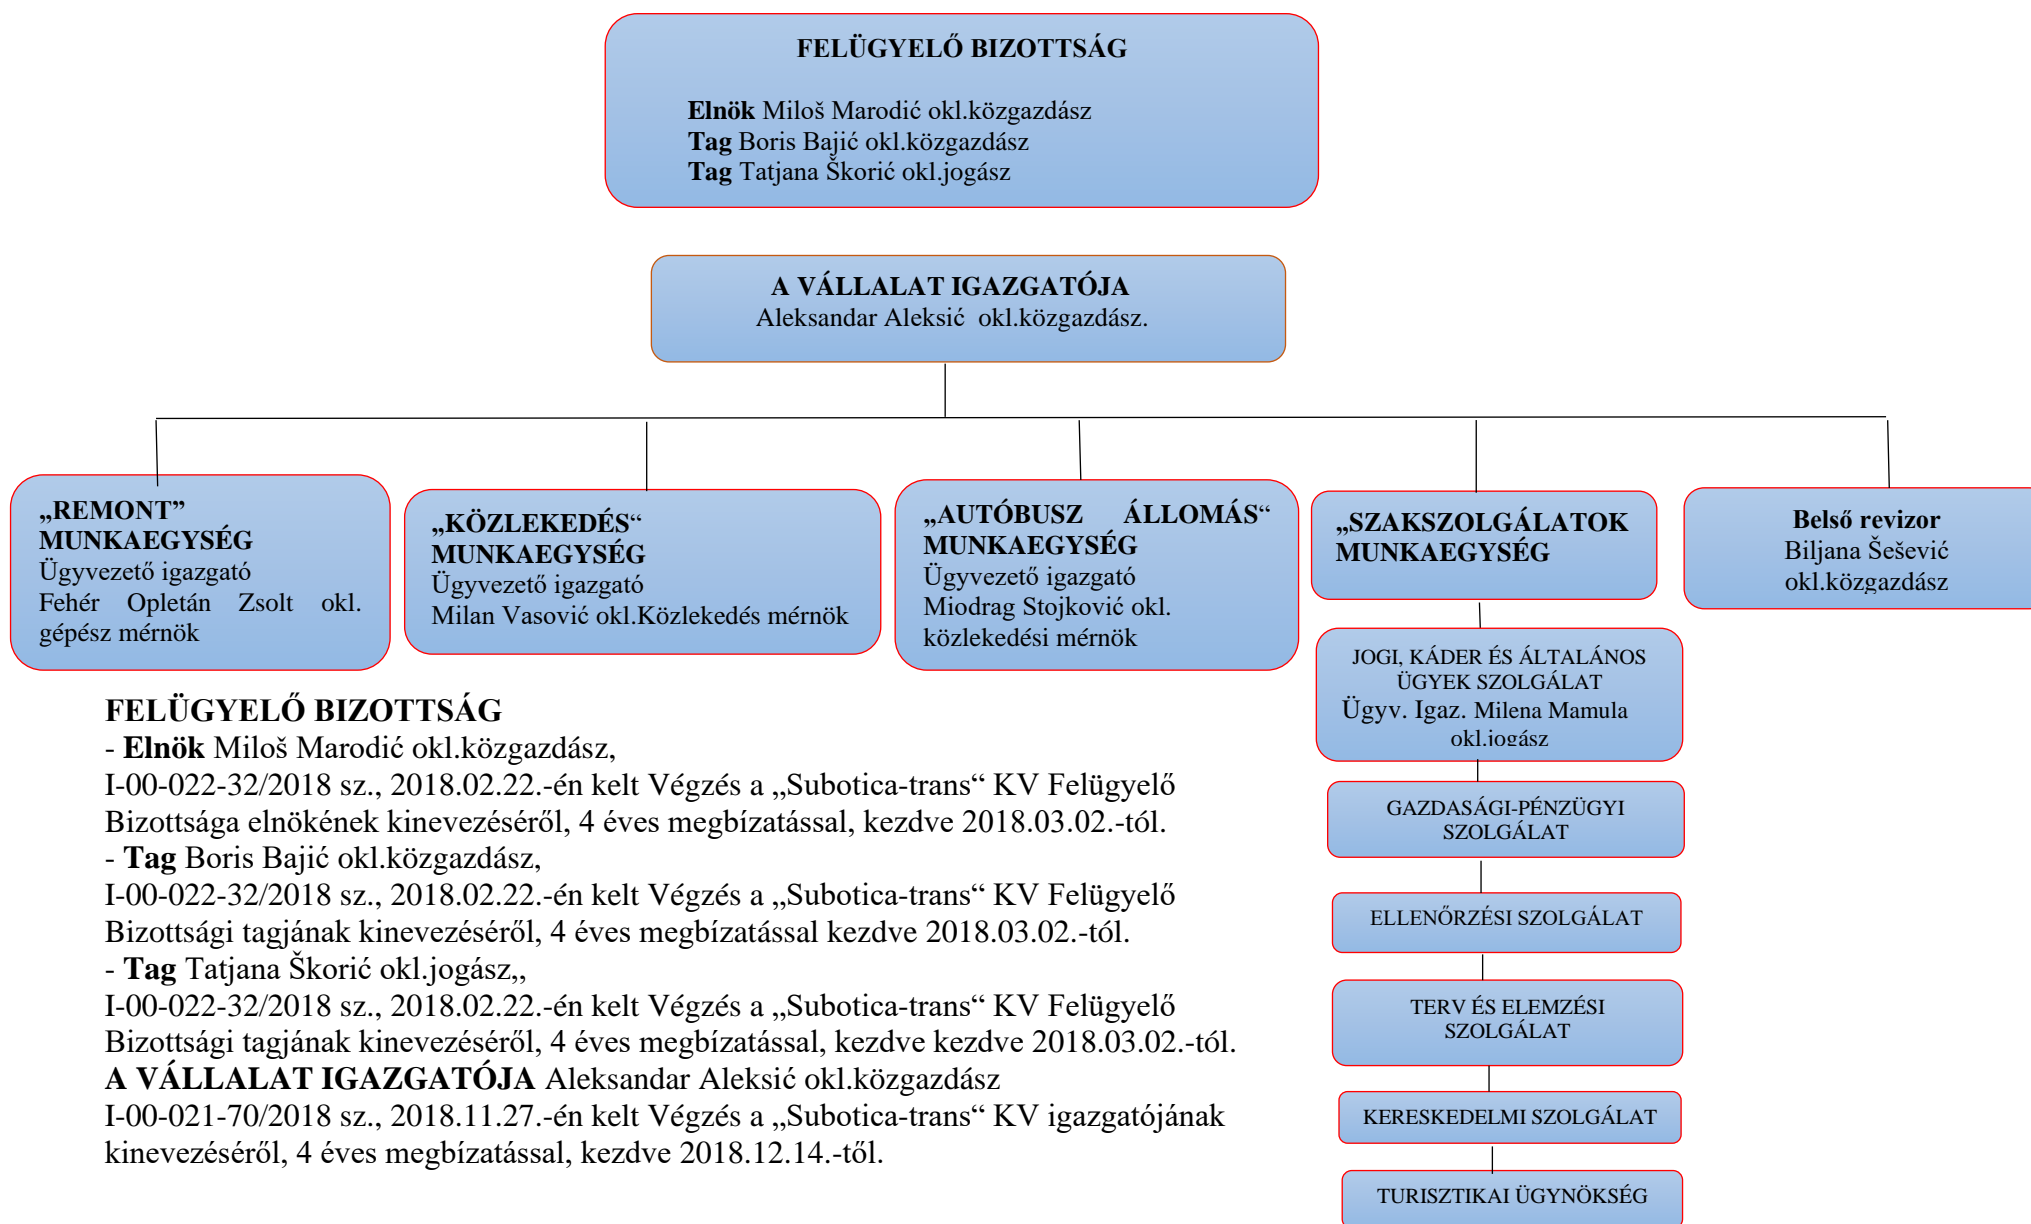 FELÜGYELŐ BIZOTTSÁG
Elnök Miloš Marodić okl.közgazdász
Tag Boris Bajić okl.közgazdász
Tag Tatjana Škorić okl.jogász
A VÁLLALAT IGAZGATÓJA
Aleksandar Aleksić okl.közgazdász.
„REMONT”
MUNKAEGYSÉG
Ügyvezető igazgató
Fehér Opletán Zsolt okl.
gépész mérnök
„KÖZLEKEDÉS“
MUNKAEGYSÉG
Ügyvezető igazgató
Milan Vasović okl.Közlekedés mérnök
„AUTÓBUSZ ÁLLOMÁS“
MUNKAEGYSÉG
Ügyvezető igazgató
Miodrag Stojković okl.
közlekedési mérnök
„SZAKSZOLGÁLATOK
MUNKAEGYSÉG
Belső revizor
Biljana Šešević
okl.közgazdász
JOGI, KÁDER ÉS ÁLTALÁNOS
ÜGYEK SZOLGÁLAT
Ügyv. Igaz. Milena Mamula
okl.jogász
GAZDASÁGI-PÉNZÜGYI
SZOLGÁLAT
ELLENŐRZÉSI SZOLGÁLAT
TERV ÉS ELEMZÉSI
SZOLGÁLAT
KERESKEDELMI SZOLGÁLAT
TURISZTIKAI ÜGYNÖKSÉG
FELÜGYELŐ BIZOTTSÁG
- Elnök Miloš Marodić okl.közgazdász,
I-00-022-32/2018 sz., 2018.02.22.-én kelt Végzés a „Subotica-trans“ KV Felügyelő
Bizottsága elnökének kinevezéséről, 4 éves megbízatással, kezdve 2018.03.02.-tól.
- Tag Boris Bajić okl.közgazdász,
I-00-022-32/2018 sz., 2018.02.22.-én kelt Végzés a „Subotica-trans“ KV Felügyelő
Bizottsági tagjának kinevezéséről, 4 éves megbízatással kezdve 2018.03.02.-tól.
- Tag Tatjana Škorić okl.jogász,,
I-00-022-32/2018 sz., 2018.02.22.-én kelt Végzés a „Subotica-trans“ KV Felügyelő
Bizottsági tagjának kinevezéséről, 4 éves megbízatással, kezdve kezdve 2018.03.02.-tól.
A VÁLLALAT IGAZGATÓJA Aleksandar Aleksić okl.közgazdász
I-00-021-70/2018 sz., 2018.11.27.-én kelt Végzés a „Subotica-trans“ KV igazgatójának
kinevezéséről, 4 éves megbízatással, kezdve 2018.12.14.-től.